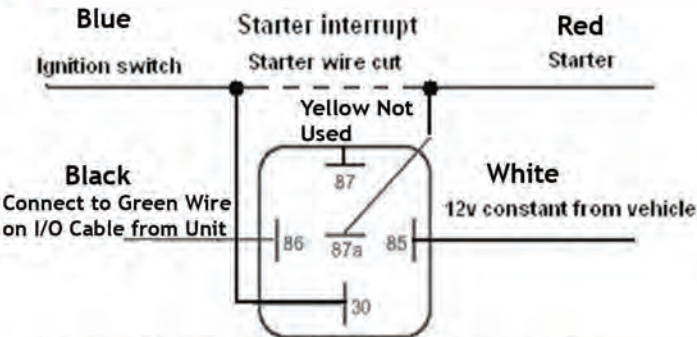 Blue
Starter interrupt
Red
Ignition switch
Starter wire cut
Starter
Yellow Not
Used
87
Black
White
Connect to Green Wire
on I/O Cable from Unit
12v constant from vehicle
86
87a
85
30